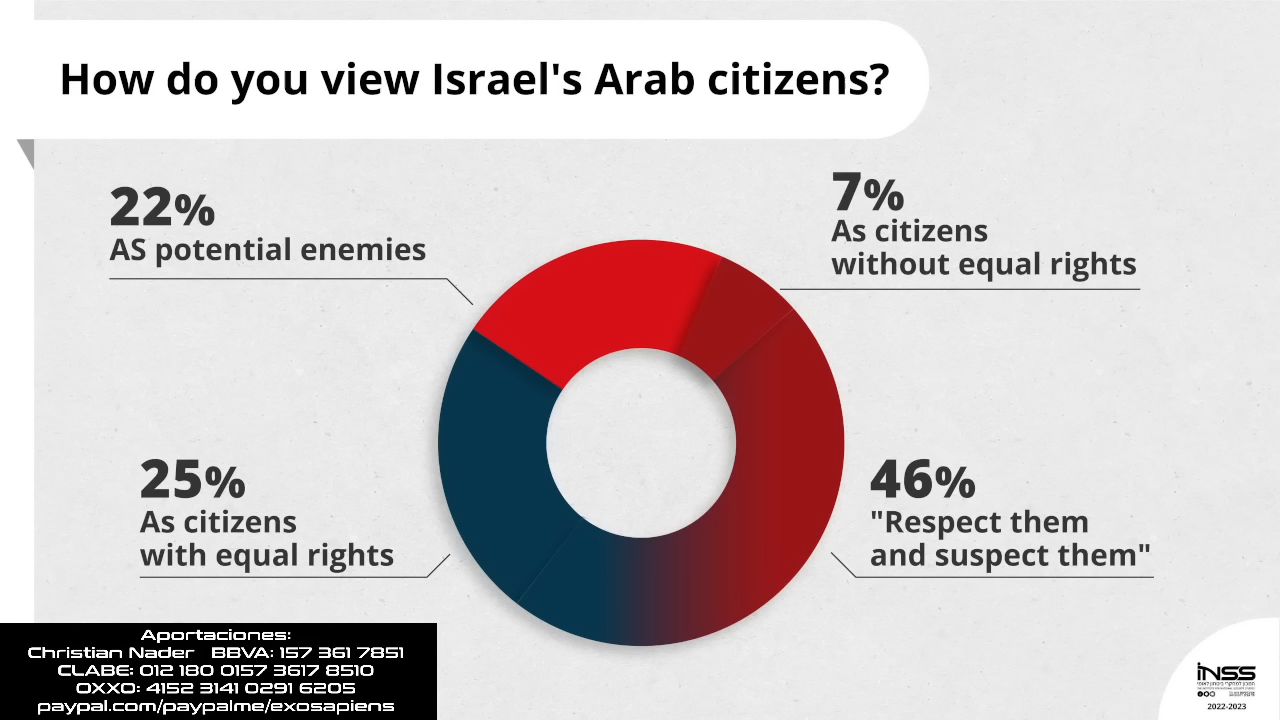 How do you view Israel's Arab citizens?
22%
AS potential enemies
7%
As citizens
without equal rights
25%
As citizens
with equal rights
46%
"Respect them
and suspect them"
Aportaciones:
Christian Nader BBVA: 157 361 7851
CLABE: 012 180 0157 3617 8510
OXXO: 4152 3141 0291 6205
paypal.com/paypalme/exosapiens
iNSS
2022-2023